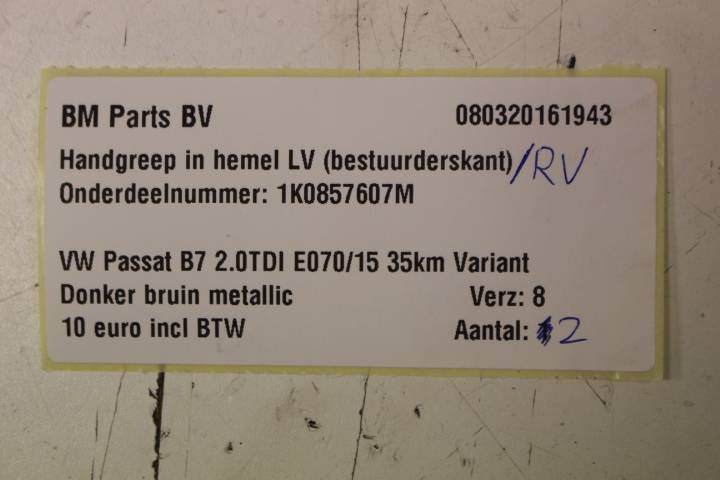 BM Parts BV 080320161943
Handgreep in hemel LV (bestuurderskant)/RV
Onderdeelnummer: 1K0857607M
VW Passat B7 2.0TDI E070/15 35km Variant
Donker bruin metallic Verz: 8
10 euro incl BTW Aantal: 2